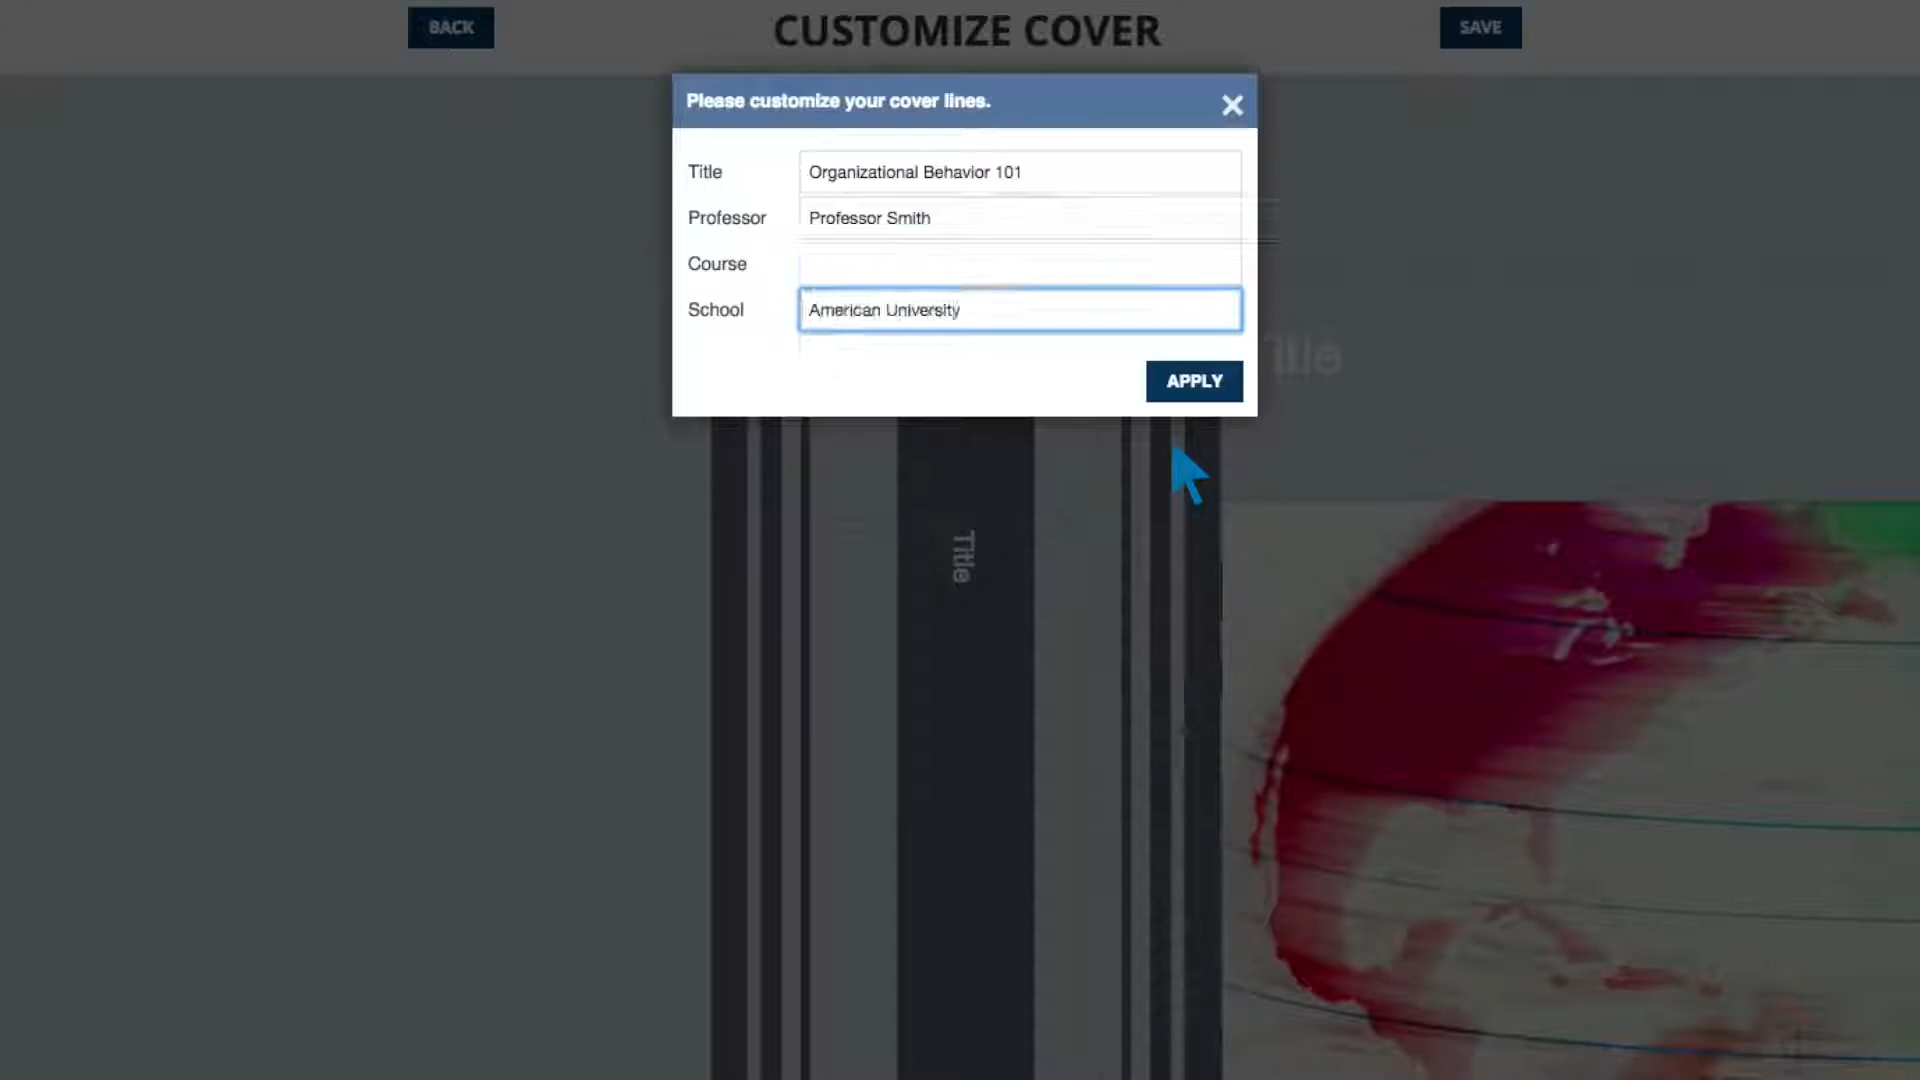 BACK
CUSTOMIZE COVER
SAVE
Please customize your cover lines.
Title
Organizational Behavior 101
Professor
Professor Smith
Course
School
American University
APPLY
Title
Title